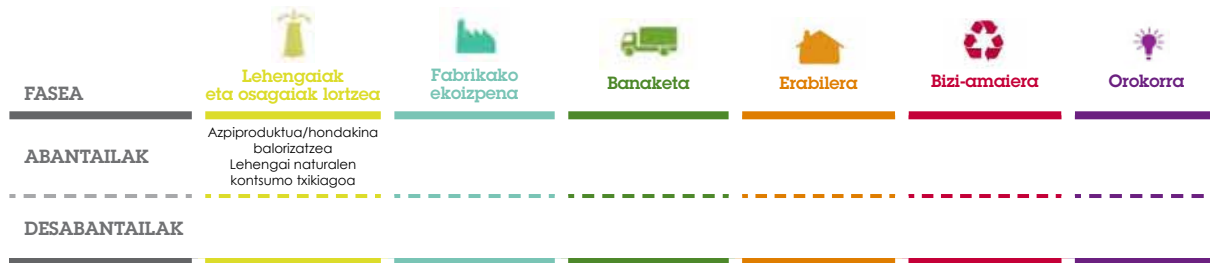 FASEA
Lehengaiak
eta osagaiak lortzea
Fabrikako
ekoizpena
Banaketa
Erabilera
Bizi-amaiera
Orokorra
ABANTAILAK
Azpiproduktua/hondakina
balorizatzea
Lehengai naturalen
kontsumo txikiagoa
DESABANTAILAK